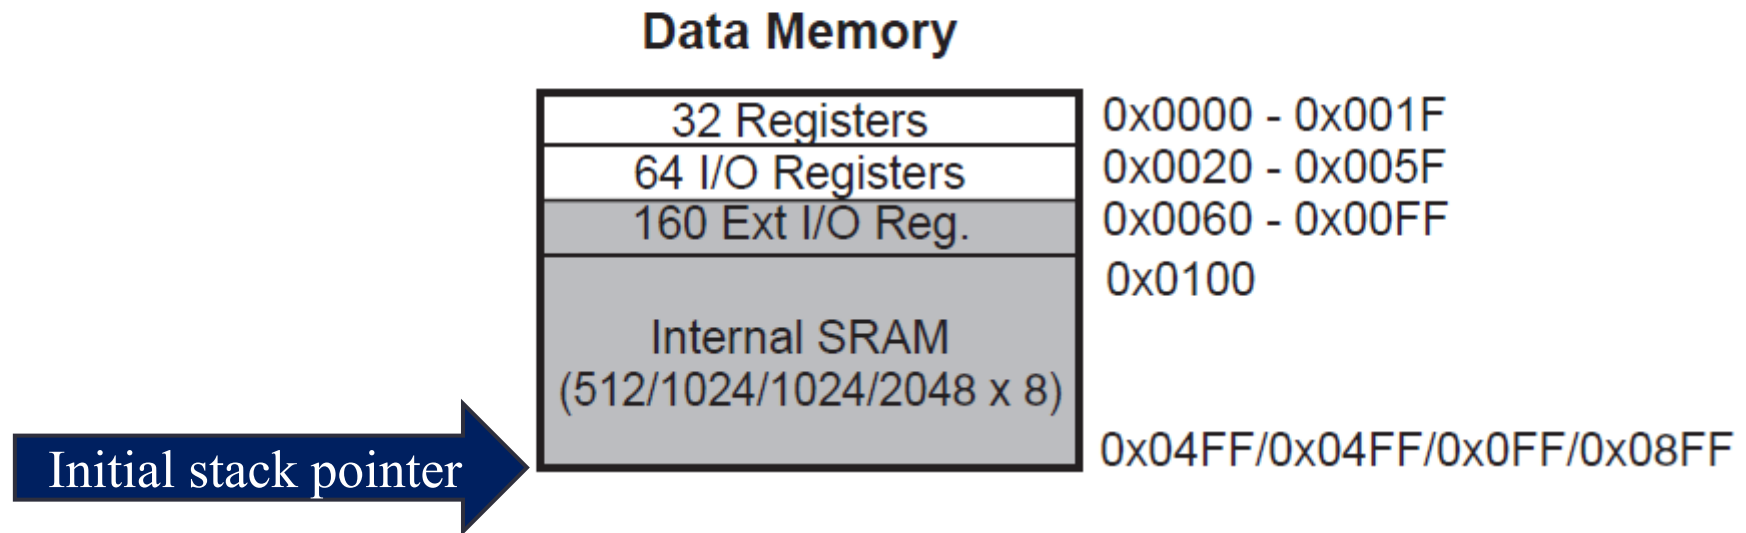 Data Memory
32 Registers 0x0000 - 0x001F
64 I/O Registers 0x0020 - 0x005F
160 Ext I/O Reg. 0x0060 - 0x00FF
0x0100
Internal SRAM
(512/1024/1024/2048 x 8)
0x04FF/0x04FF/0x0FF/0x08FF
Initial stack pointer